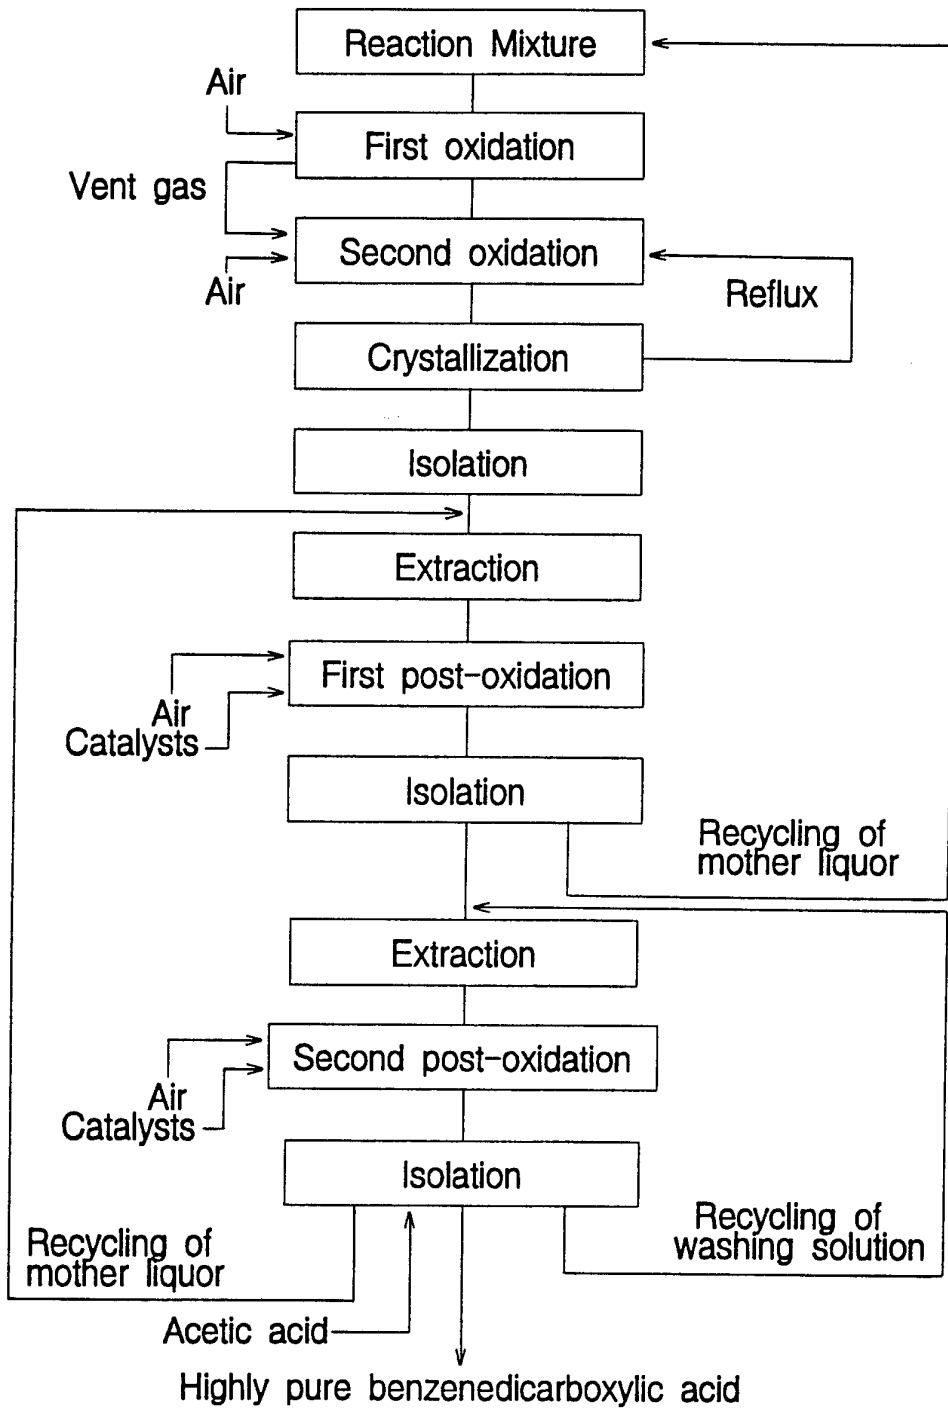 Reaction Mixture
Air
First oxidation
Vent gas
Second oxidation
Air
Reflux
Crystallization
Isolation
Extraction
First post-oxidation
Air
Catalysts
Isolation
Recycling of
mother liquor
Extraction
Second post-oxidation
Air
Catalysts
Isolation
Recycling of
washing solution
Recycling of
mother liquor
Acetic acid
Highly pure benzenedicarboxylic acid